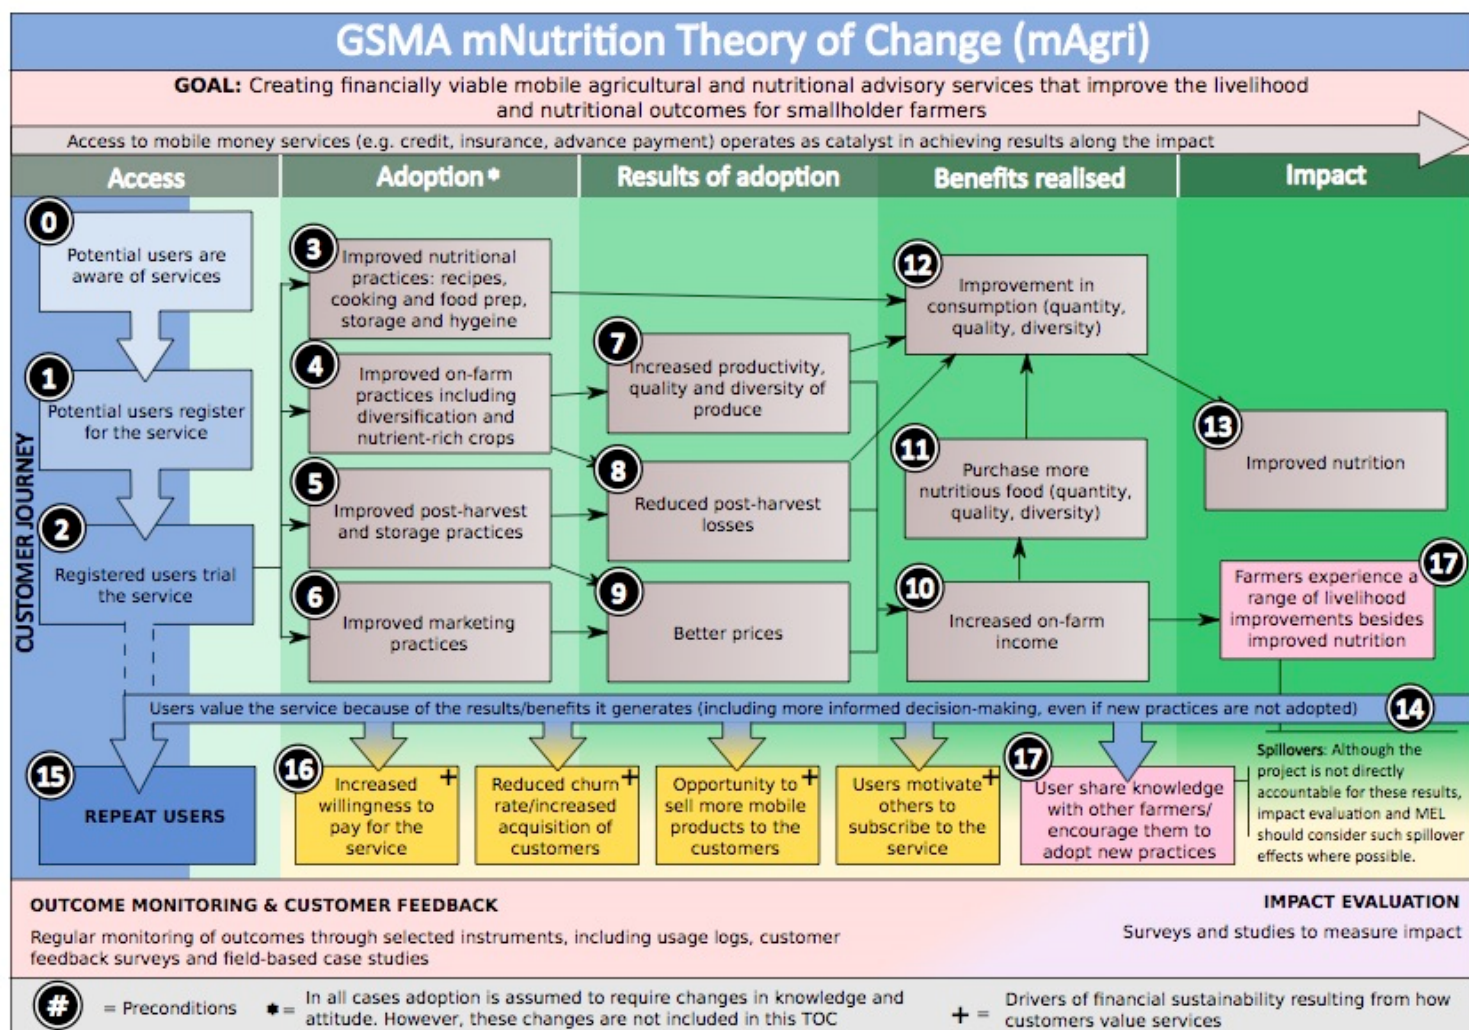 GSMA mNutrition Theory of Change (mAgri)
GOAL: Creating financially viable mobile agricultural and nutritional advisory services that improve the livelihood
and nutritional outcomes for smallholder farmers
Access to mobile money services (e.g. credit, insurance, advance payment) operates as catalyst in achieving results along the impact
Access
Adoption*
Results of adoption
Benefits realised
Impact
CUSTOMER JOURNEY
0
Potential users are
aware of services
1
Potential users register
for the service
2
Registered users trial
the service
3
Improved nutritional
practices: recipes,
cooking and food prep,
storage and hygeine
4
Improved on-farm
practices including
diversification and
nutrient-rich crops
5
Improved post-harvest
and storage practices
6
Improved marketing
practices
7
Increased productivity,
quality and diversity of
produce
8
Reduced post-harvest
losses
9
Better prices
12
Improvement in
consumption (quantity,
quality, diversity)
11
Purchase more
nutritious food (quantity,
quality, diversity)
10
Increased on-farm
income
13
Improved nutrition
17
Farmers experience a
range of livelihood
improvements besides
improved nutrition
Users value the service because of the results/benefits it generates (including more informed decision-making, even if new practices are not adopted)
14
15
REPEAT USERS
16
Increased +
willingness to
pay for the
service
Reduced churn +
rate/increased
acquisition of
customers
Opportunity to +
sell more mobile
products to the
customers
Users motivate +
others to
subscribe to the
service
17
User share knowledge
with other farmers/
encourage them to
adopt new practices
Spillovers: Although the
project is not directly
accountable for these results,
impact evaluation and MEL
should consider such spillover
effects where possible.
OUTCOME MONITORING & CUSTOMER FEEDBACK
Regular monitoring of outcomes through selected instruments, including usage logs, customer
feedback surveys and field-based case studies
IMPACT EVALUATION
Surveys and studies to measure impact
# = Preconditions
* = In all cases adoption is assumed to require changes in knowledge and
attitude. However, these changes are not included in this TOC
+ = Drivers of financial sustainability resulting from how
customers value services